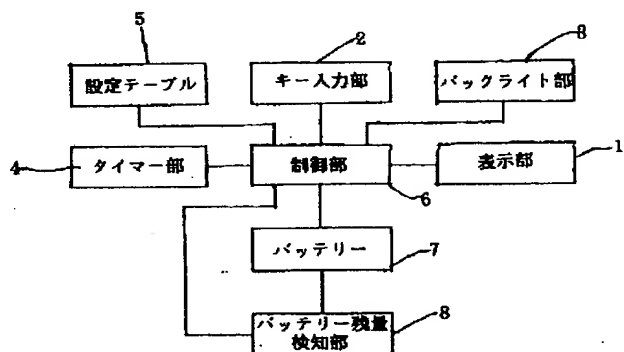 5
2
3
設定テーブル
キー入力部
バックライト部
4
タイマー部
制御部
表示部
1
6
バッテリー
7
バッテリー残量
検知部
8